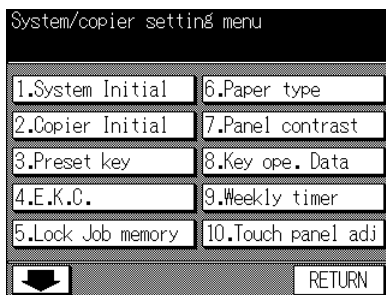 System/copier setting menu
1.System Initial
6.Paper type
2.Copier Initial
7.Panel contrast
3.Preset key
8.Key ope. Data
4.E.K.C.
9.Weekly timer
5.Lock Job memory
10.Touch panel adj
RETURN